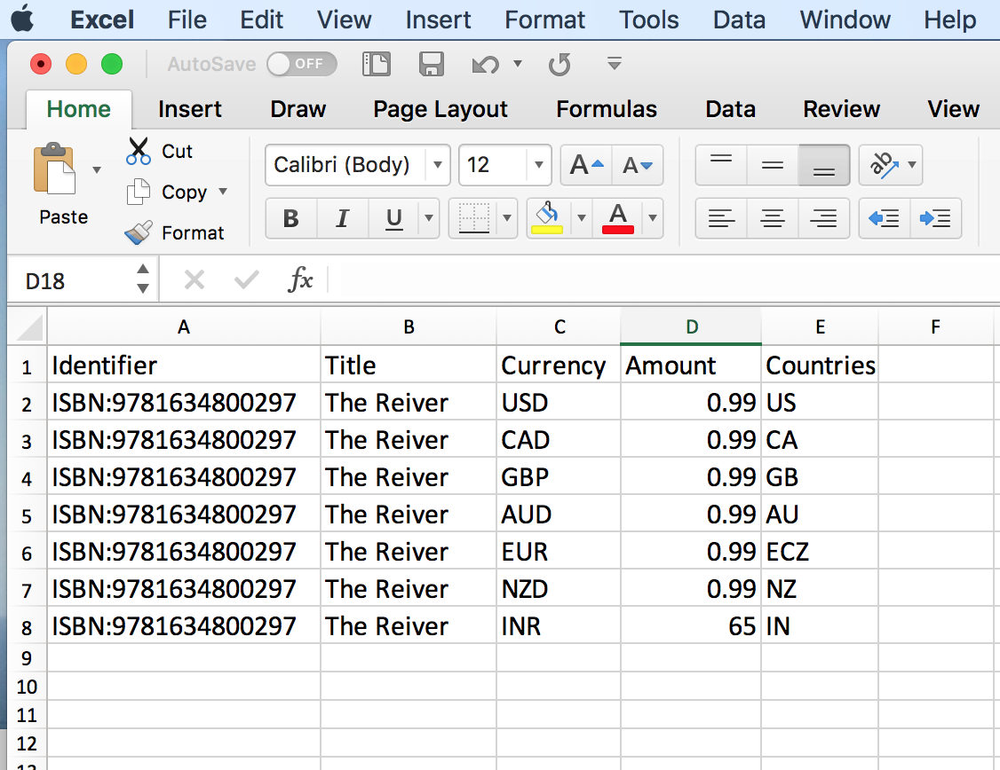 Excel File Edit View Insert Format Tools Data Window Help
AutoSave OFF
Home Insert Draw Page Layout Formulas Data Review View
Paste
Cut
Copy
Format
Calibri (Body) 12 A A ab
B I U A
D18 fx
A B C D E F
1 Identifier Title Currency Amount Countries
2 ISBN:9781634800297 The Reiver USD 0.99 US
3 ISBN:9781634800297 The Reiver CAD 0.99 CA
4 ISBN:9781634800297 The Reiver GBP 0.99 GB
5 ISBN:9781634800297 The Reiver AUD 0.99 AU
6 ISBN:9781634800297 The Reiver EUR 0.99 ECZ
7 ISBN:9781634800297 The Reiver NZD 0.99 NZ
8 ISBN:9781634800297 The Reiver INR 65 IN
9
10
11
12